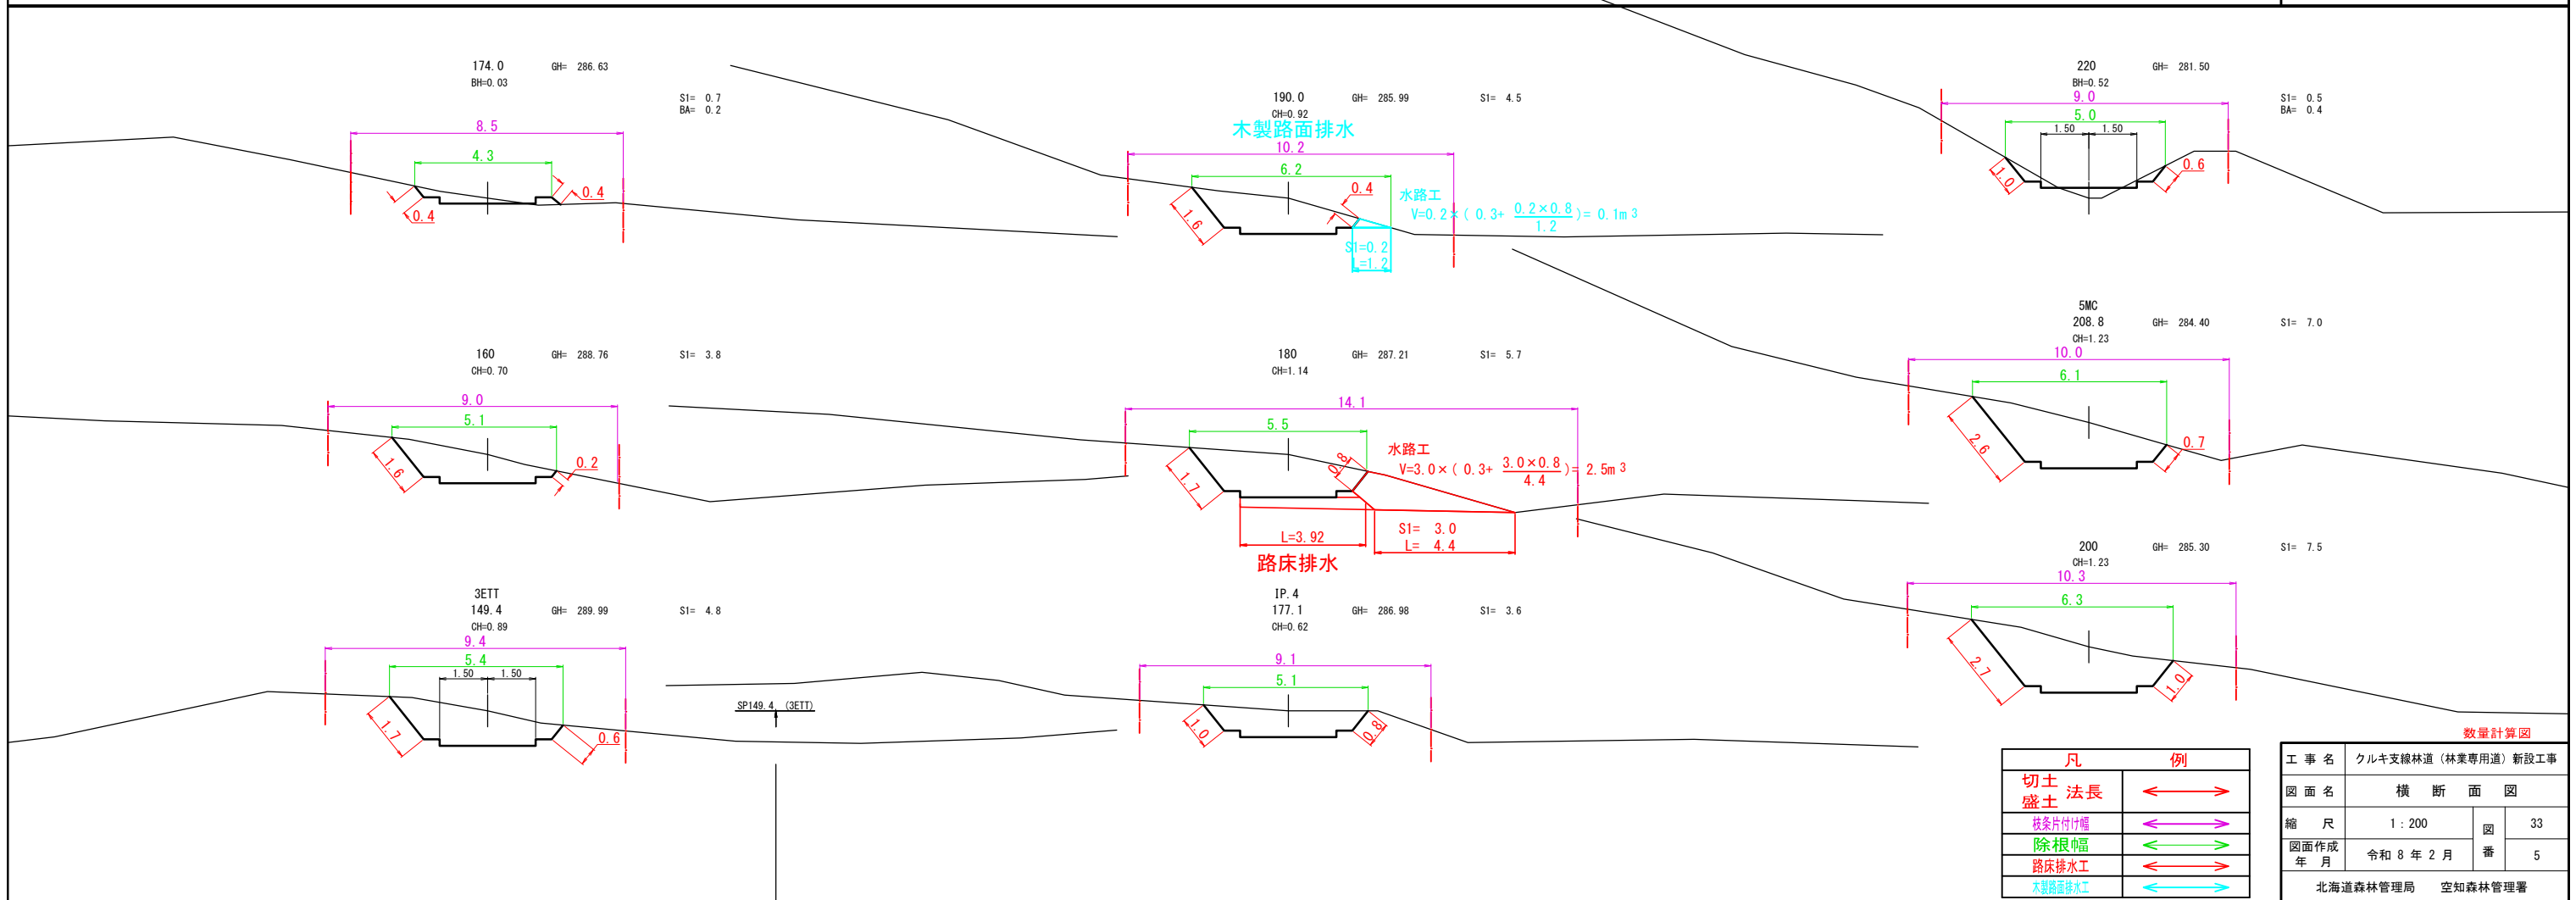 174.0 GH= 286.63
BH=0.03
S1= 0.7
BA= 0.2
8.5
4.3
0.4
0.4
190.0 GH= 285.99 S1= 4.5
CH=0.92
木製路面排水
10.2
6.2
0.4
1.6
水路工
V=0.2×( 0.3+ 0.2×0.8 / 1.2 )= 0.1m3
S1=0.2
L=1.2
220 GH= 281.50
BH=0.52
S1= 0.5
BA= 0.4
9.0
5.0
1.50 1.50
1.0
0.6
160 GH= 288.76 S1= 3.8
CH=0.70
9.0
5.1
1.6
0.2
180 GH= 287.21 S1= 5.7
CH=1.14
14.1
5.5
1.7
0.8
水路工
V=3.0×( 0.3+ 3.0×0.8 / 4.4 )= 2.5m3
L=3.92
S1= 3.0
L= 4.4
路床排水
5MC
208.8 GH= 284.40 S1= 7.0
CH=1.23
10.0
6.1
2.6
0.7
3ETT
149.4 GH= 289.99 S1= 4.8
CH=0.89
9.4
5.4
1.50 1.50
1.7
0.6
SP149.4 (3ETT)
IP.4
177.1 GH= 286.98 S1= 3.6
CH=0.62
9.1
5.1
1.0
0.8
200 GH= 285.30 S1= 7.5
CH=1.23
10.3
6.3
2.7
1.0
凡 例
切土
盛土 法長
枝条片付け幅
除根幅
路床排水工
木製路面排水工
数量計算図
工事名 クルキ支線林道（林業専用道）新設工事
図面名 横断面図
縮尺 1：200 図番 33
図面作成年月 令和 8 年 2 月 5
北海道森林管理局 空知森林管理署